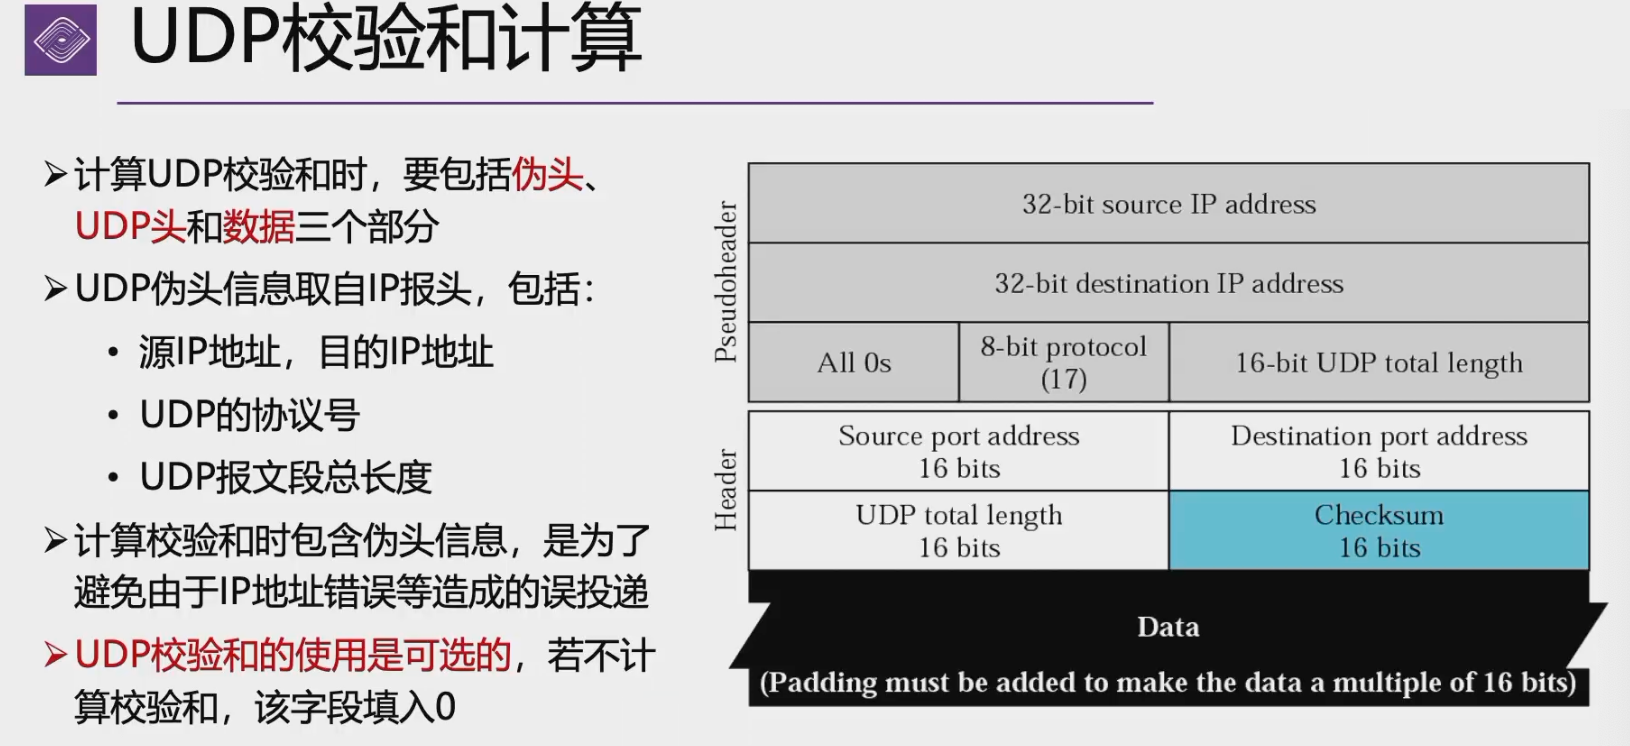 UDP校验和计算
➢计算UDP校验和时，要包括伪头、
UDP头和数据三个部分
➢UDP伪头信息取自IP报头，包括：
• 源IP地址，目的IP地址
• UDP的协议号
• UDP报文段总长度
➢计算校验和时包含伪头信息，是为了
避免由于IP地址错误等造成的误投递
➢UDP校验和的使用是可选的，若不计
算校验和，该字段填入0
Pseudoheader
32-bit source IP address
32-bit destination IP address
All 0s
8-bit protocol
(17)
16-bit UDP total length
Header
Source port address
16 bits
Destination port address
16 bits
UDP total length
16 bits
Checksum
16 bits
Data
(Padding must be added to make the data a multiple of 16 bits)